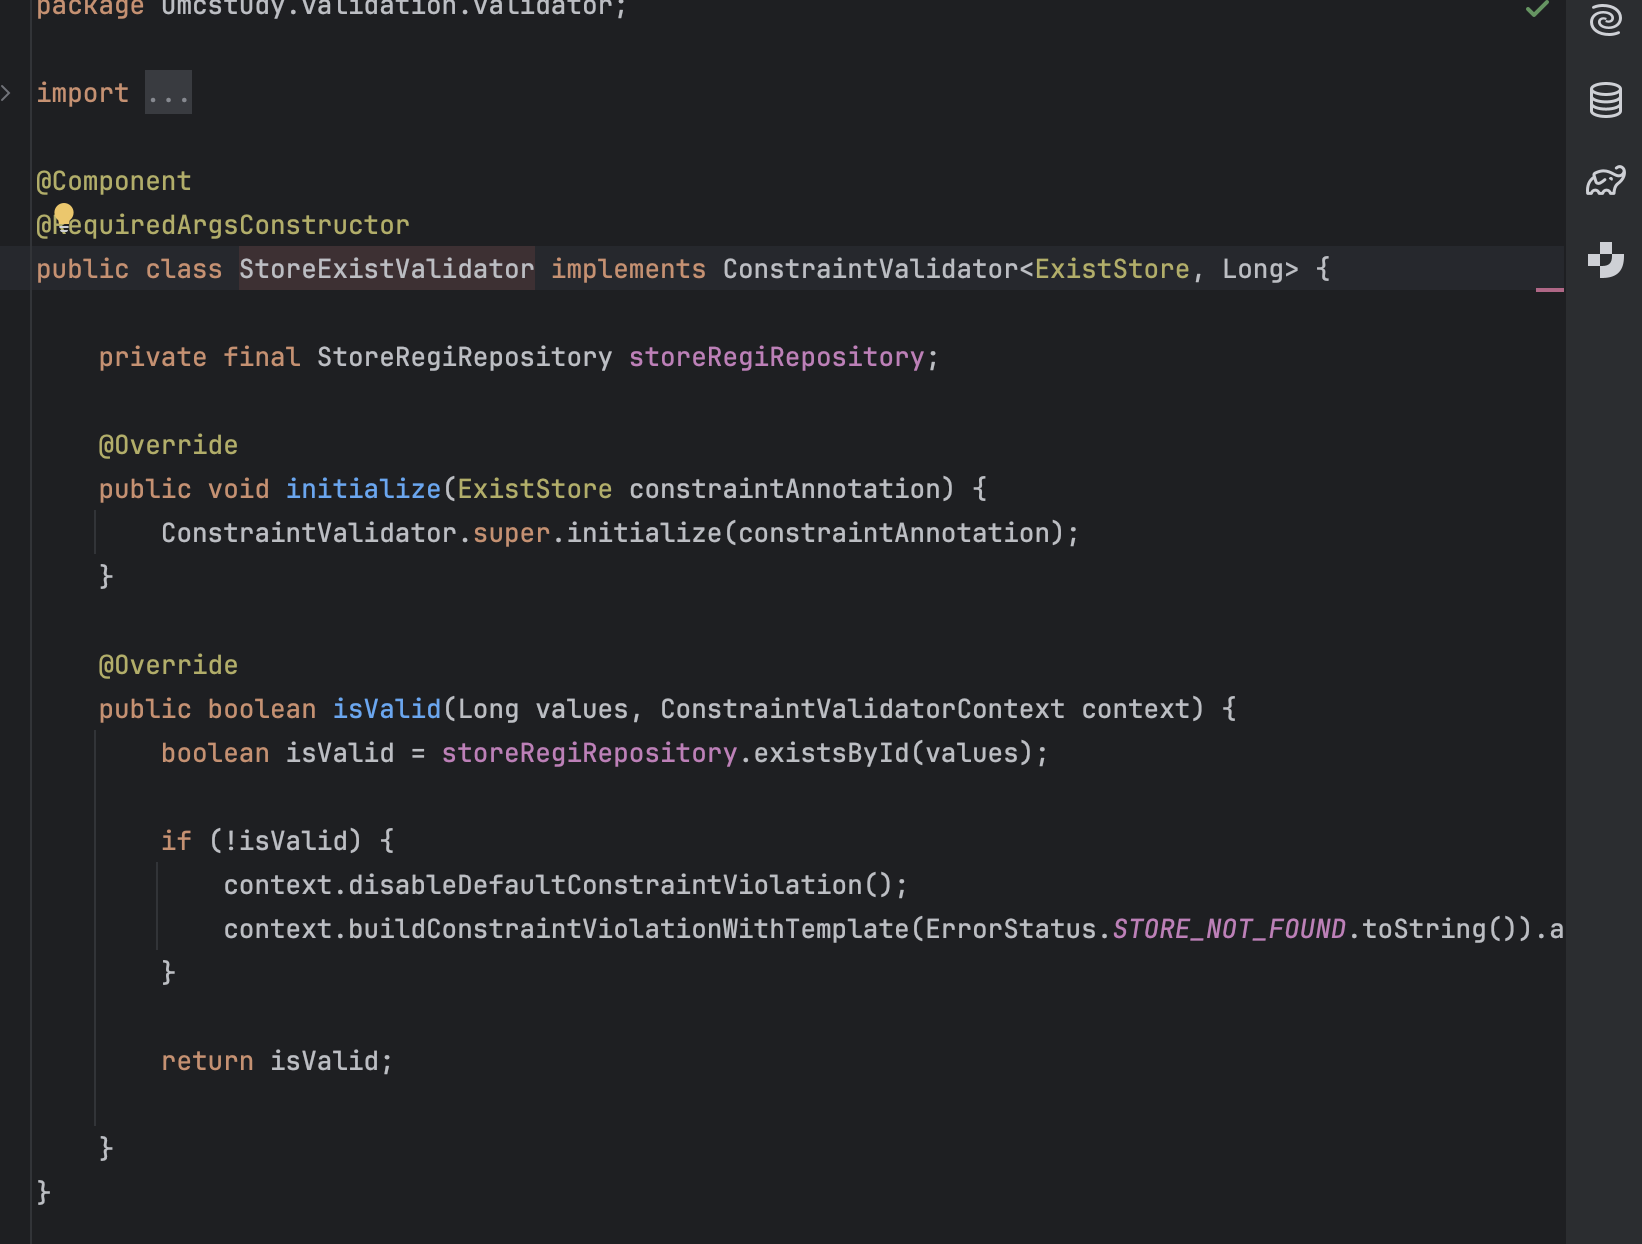 package umcstudy.validation.validator;
import ...
@Component
@RequiredArgsConstructor
public class StoreExistValidator implements ConstraintValidator<ExistStore, Long> {
private final StoreRegiRepository storeRegiRepository;
@Override
public void initialize(ExistStore constraintAnnotation) {
ConstraintValidator.super.initialize(constraintAnnotation);
}
@Override
public boolean isValid(Long values, ConstraintValidatorContext context) {
boolean isValid = storeRegiRepository.existsById(values);
if (!isValid) {
context.disableDefaultConstraintViolation();
context.buildConstraintViolationWithTemplate(ErrorStatus.STORE_NOT_FOUND.toString()).a
}
return isValid;
}
}